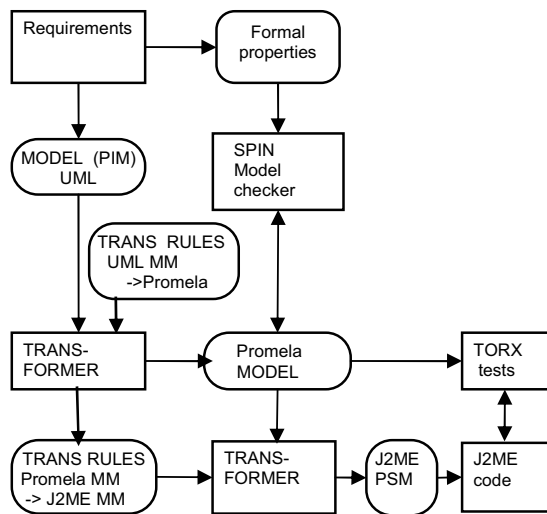 Requirements
Formal
properties
MODEL (PIM)
UML
SPIN
Model
checker
TRANS RULES
UML MM
->Promela
TRANS-
FORMER
Promela
MODEL
TORX
tests
TRANS RULES
Promela MM
-> J2ME MM
TRANS-
FORMER
J2ME
PSM
J2ME
code